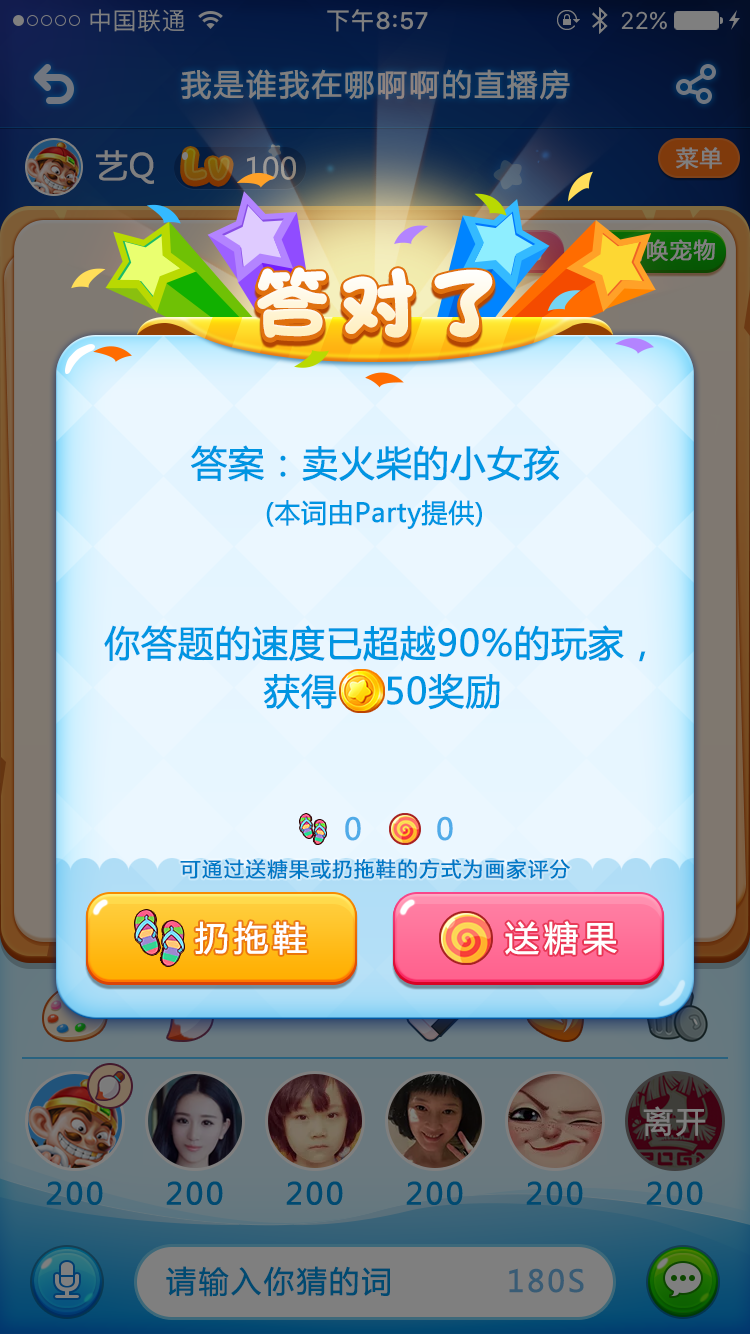 中国联通
下午8:57
22%
我是谁我在哪啊啊的直播房
艺Q
Lv 100
菜单
唤宠物
答对了
答案：卖火柴的小女孩
(本词由Party提供)
你答题的速度已超越90%的玩家，
获得50奖励
0
0
可通过送糖果或扔拖鞋的方式为画家评分
扔拖鞋
送糖果
离开
200
200
200
200
200
200
请输入你猜的词
180S